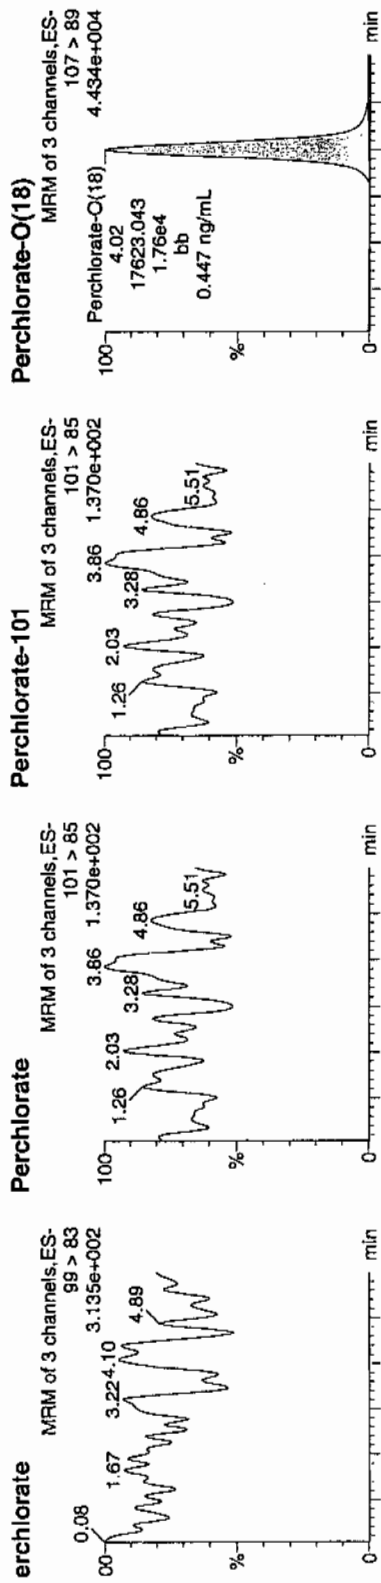 erchlorate
MRM of 3 channels,ES-
99 > 83
3.135e+002
00
0.08
1.67
3.22
4.10
4.89
%
0
min
Perchlorate
MRM of 3 channels,ES-
101 > 85
1.370e+002
100
1.26
2.03
3.28
3.86
4.86
5.51
%
0
min
Perchlorate-101
MRM of 3 channels,ES-
101 > 85
1.370e+002
100
1.26
2.03
3.28
3.86
4.86
5.51
%
0
min
Perchlorate-O(18)
MRM of 3 channels,ES-
107 > 89
4.434e+004
100
Perchlorate-O(18)
4.02
17623.043
1.76e4
bb
0.447 ng/mL
%
0
min